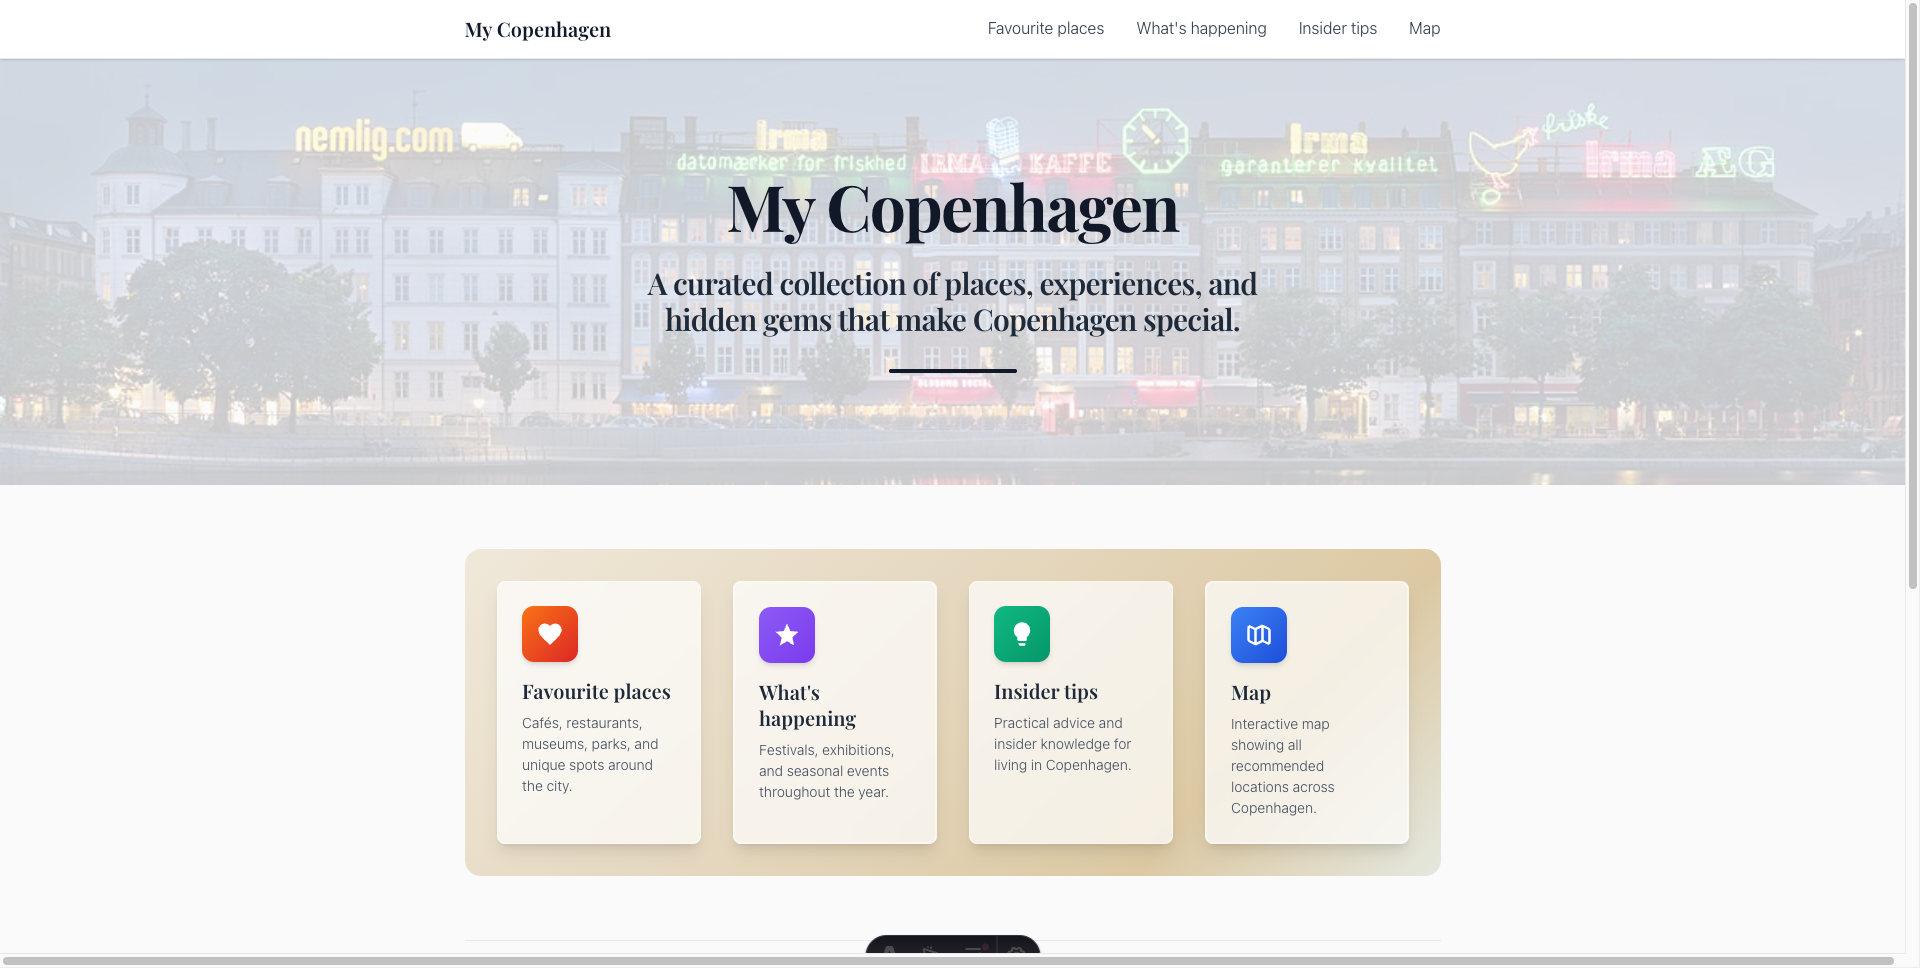 My Copenhagen
Favourite places
What's happening
Insider tips
Map
nemlig.com
Irma
datomærker for friskhed
IRMA KAFFE
Irma
garanterer kvalitet
friske
Irma ÆG
My Copenhagen
A curated collection of places, experiences, and
hidden gems that make Copenhagen special.
Favourite places
Cafés, restaurants,
museums, parks, and
unique spots around
the city.
What's
happening
Festivals, exhibitions,
and seasonal events
throughout the year.
Insider tips
Practical advice and
insider knowledge for
living in Copenhagen.
Map
Interactive map
showing all
recommended
locations across
Copenhagen.